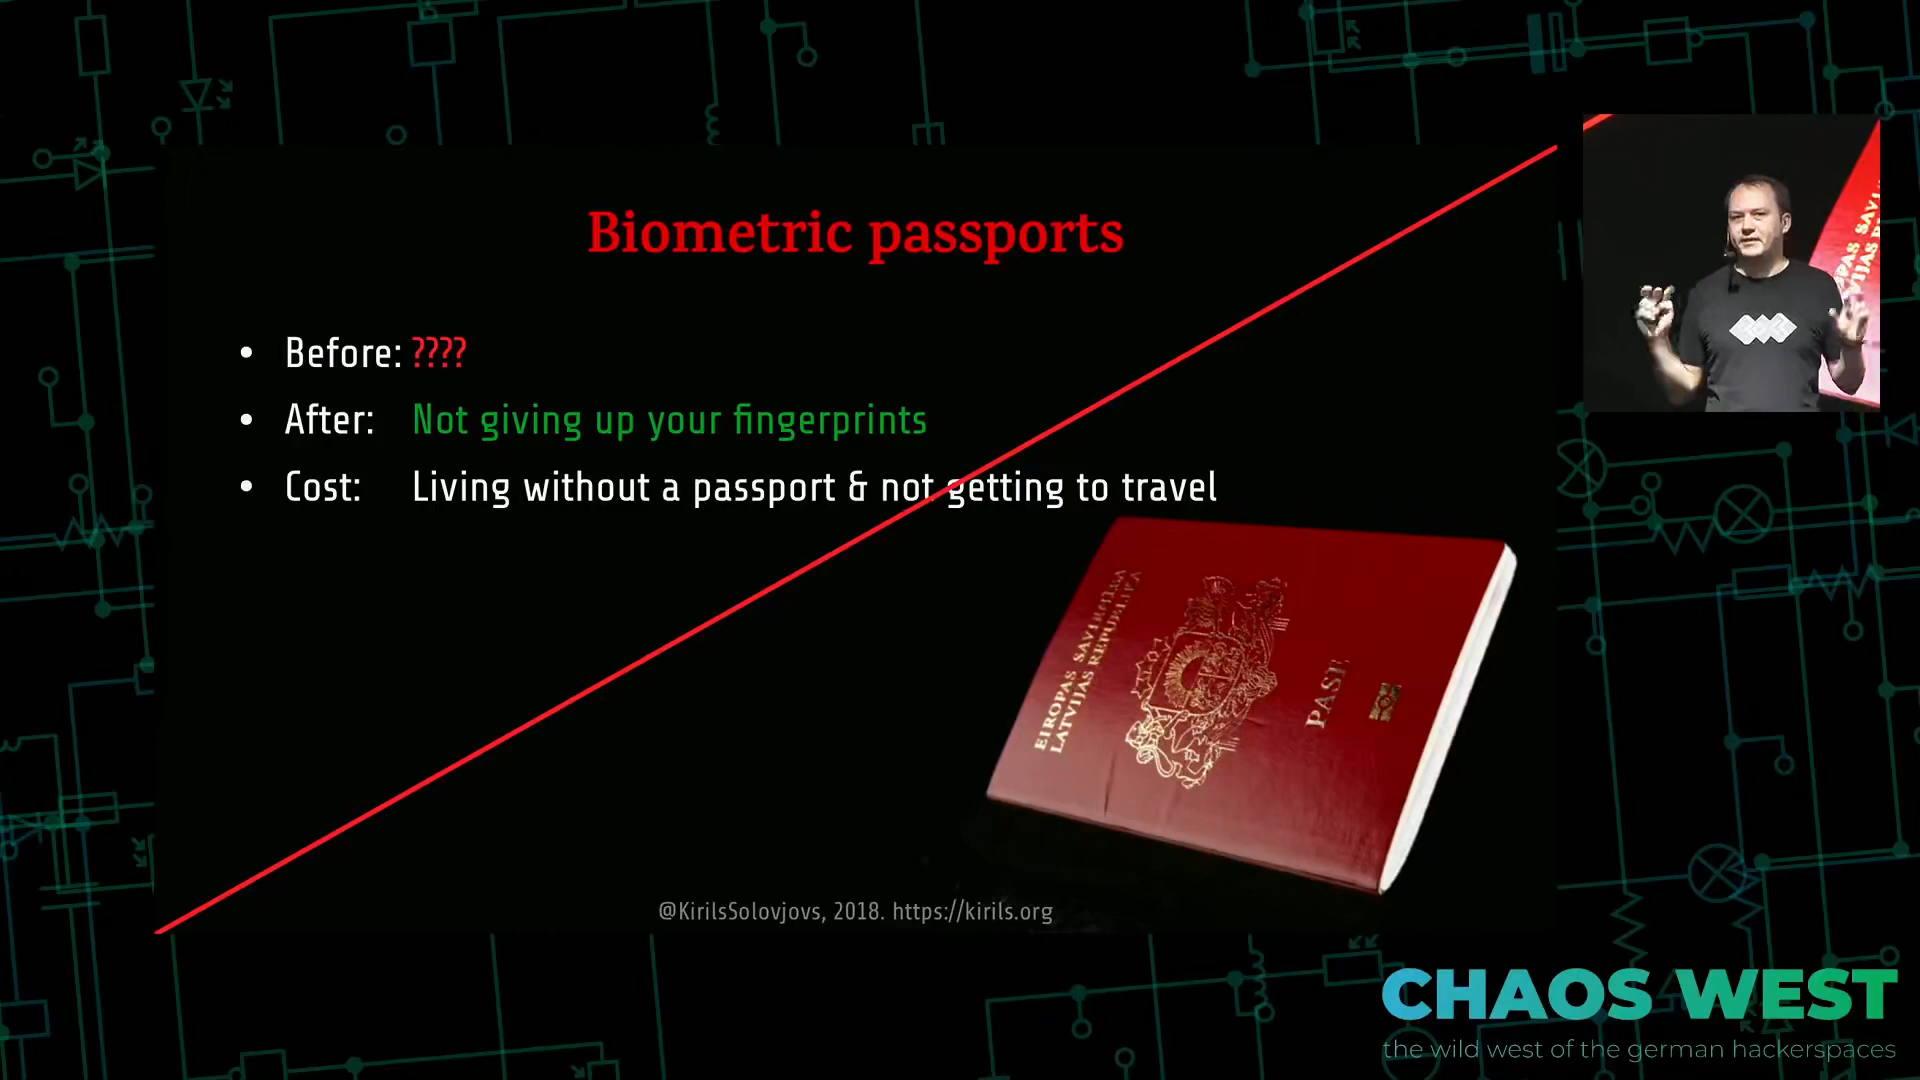 Biometric passports
• Before: ????
• After: Not giving up your fingerprints
• Cost: Living without a passport & not getting to travel
EIROPAS SAVIENĪBA
LATVIJAS REPUBLIKA
PASE
@KirilsSolovjovs, 2018. https://kirils.org
CHAOS WEST
the wild west of the german hackerspaces